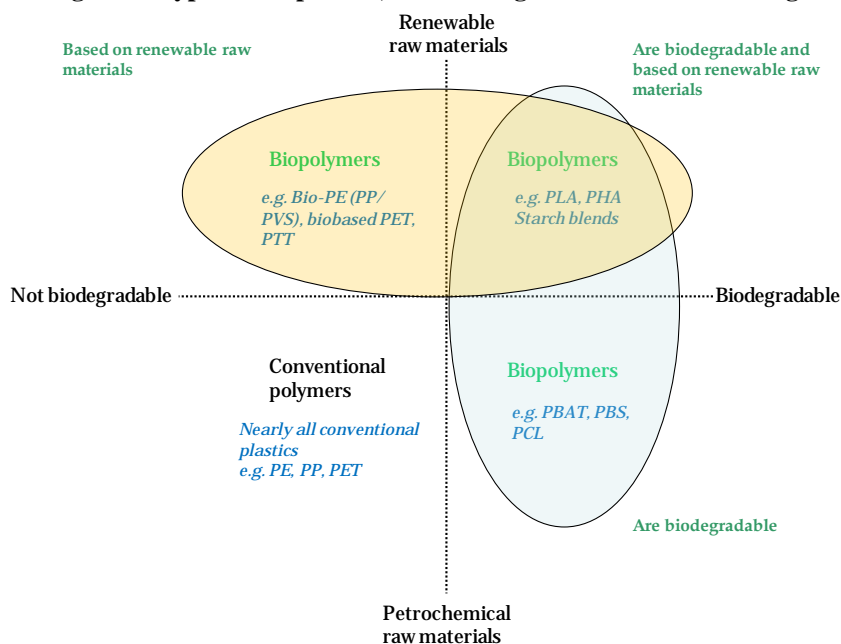 Renewable
raw materials
Based on renewable raw
materials
Are biodegradable and
based on renewable raw
materials
Biopolymers
e.g. Bio-PE (PP/
PVS), biobased PET,
PTT
Biopolymers
e.g. PLA, PHA
Starch blends
Not biodegradable
Biodegradable
Conventional
polymers
Nearly all conventional
plastics
e.g. PE, PP, PET
Biopolymers
e.g. PBAT, PBS,
PCL
Are biodegradable
Petrochemical
raw materials